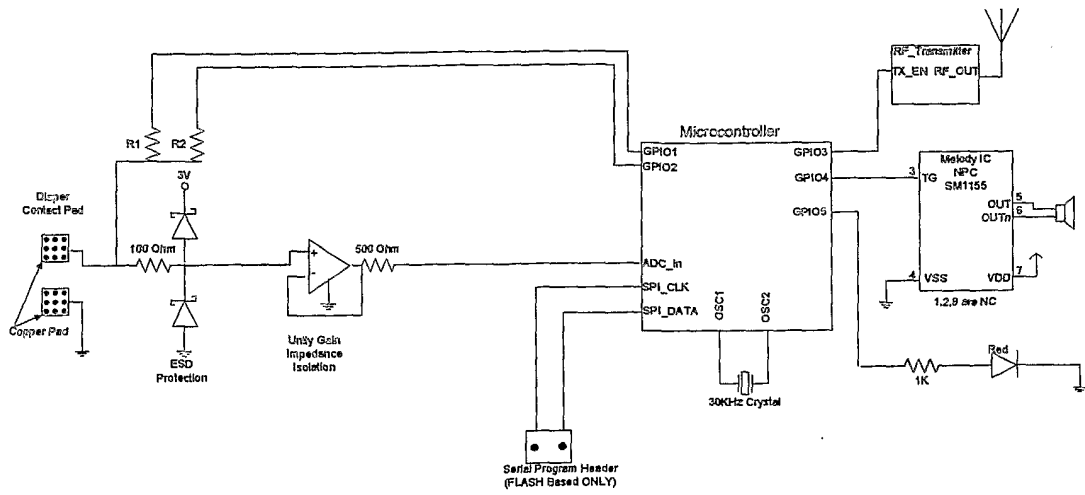 RF_Transmitter
TX_EN RF_OUT
Microcontroller
R1
R2
GPIO1
GPIO2
GPIO3
GPIO4
GPIO5
3
TG
Melody IC
NPC
SM1155
OUT
5
OUTn
6
4
VSS
VDD
7
1,2,8 are NC
3V
Diaper
Contact Pad
100 Ohm
500 Ohm
ADC_In
SPI_CLK
SPI_DATA
OSC1
OSC2
Copper Pad
ESD
Protection
Unity Gain
Impedance
Isolation
30KHz Crystal
1K
Red
Serial Program Header
(FLASH Based ONLY)